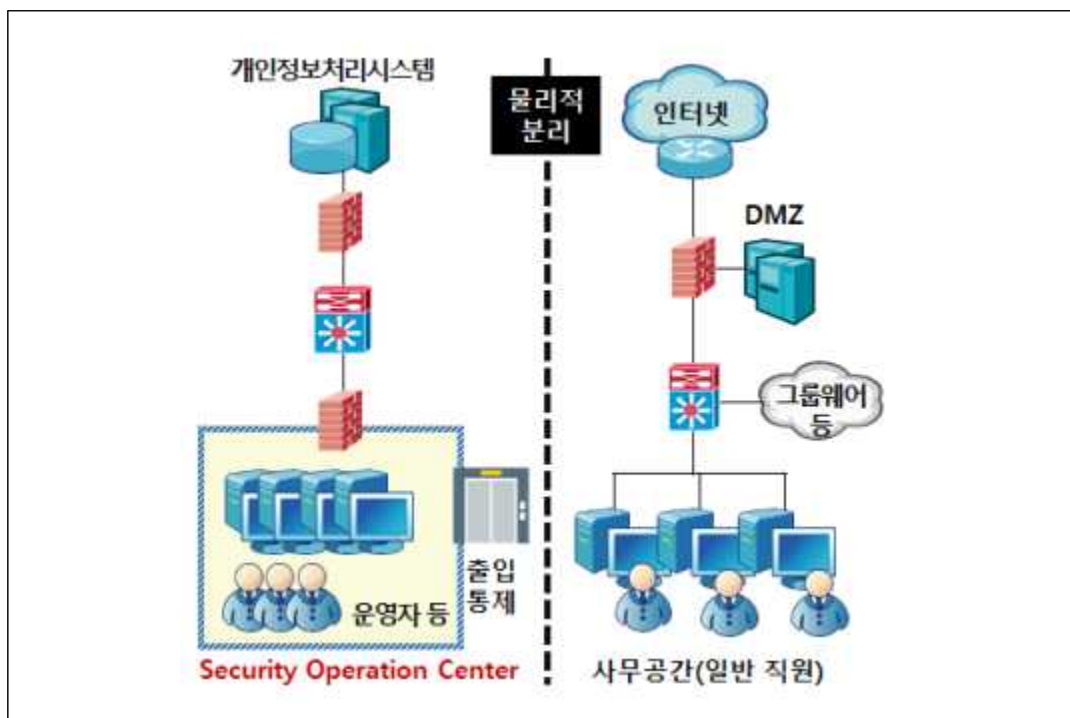 개인정보처리시스템
물리적
분리
인터넷
DMZ
그룹웨어
등
출입
통제
운영자 등
Security Operation Center
사무공간(일반 직원)